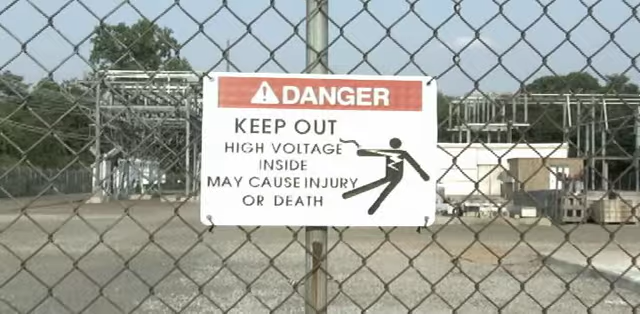 DANGER
KEEP OUT
HIGH VOLTAGE
INSIDE
MAY CAUSE INJURY
OR DEATH